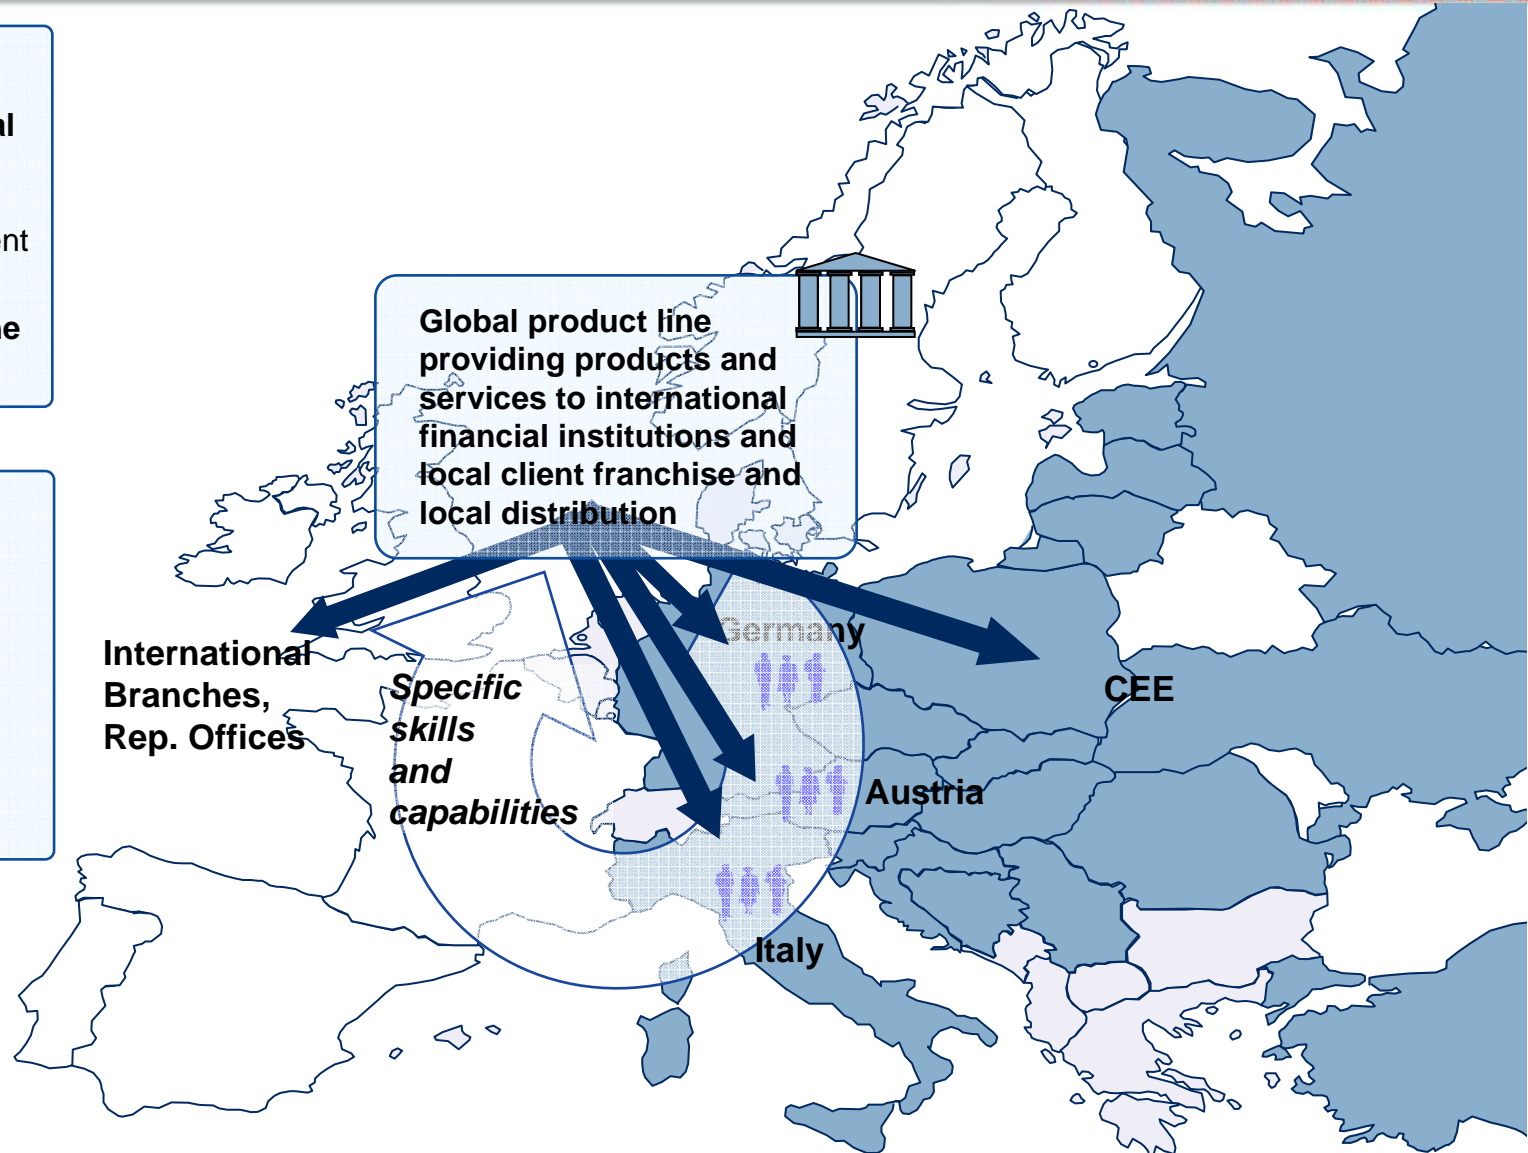 al
ent
ne
Global product line
providing products and
services to international
financial institutions and
local client franchise and
local distribution
Germany
International
Branches,
Rep. Offices
Specific
skills
and
capabilities
CEE
Austria
Italy